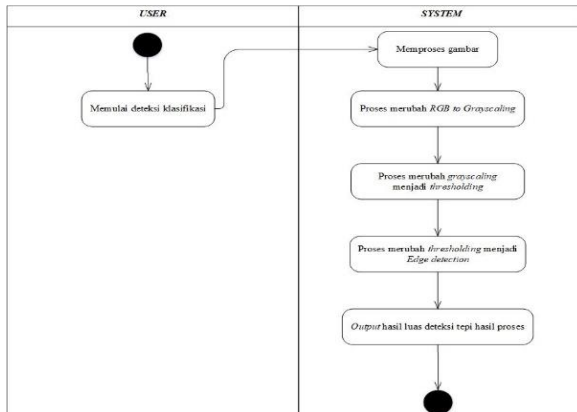 USER
SYSTEM
Memulai deteksi klasifikasi
Memproses gambar
Proses merubah RGB to Grayscaling
Proses merubah grayscaling
menjadi thresholding
Proses merubah thresholding menjadi
Edge detection
Output hasil luas deteksi tepi hasil proses